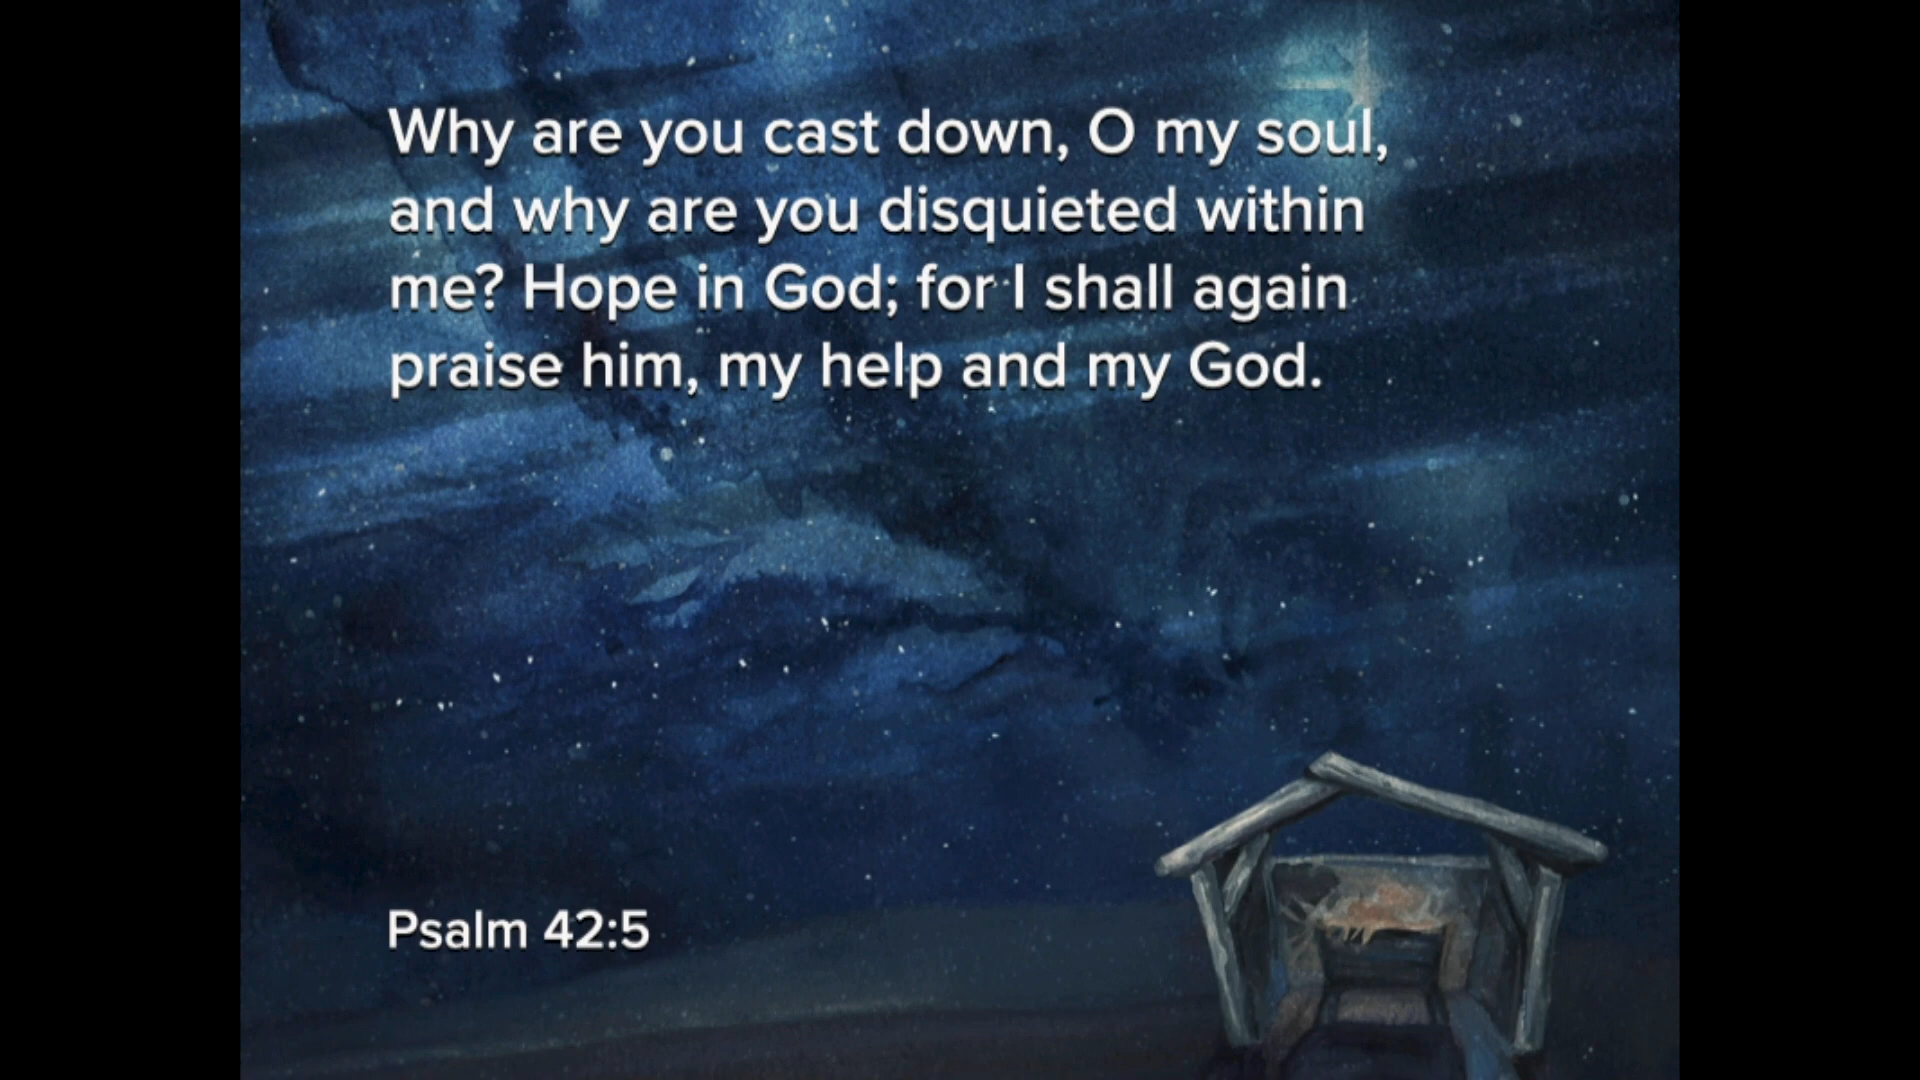 Why are you cast down, O my soul,
and why are you disquieted within
me? Hope in God; for I shall again
praise him, my help and my God.
Psalm 42:5